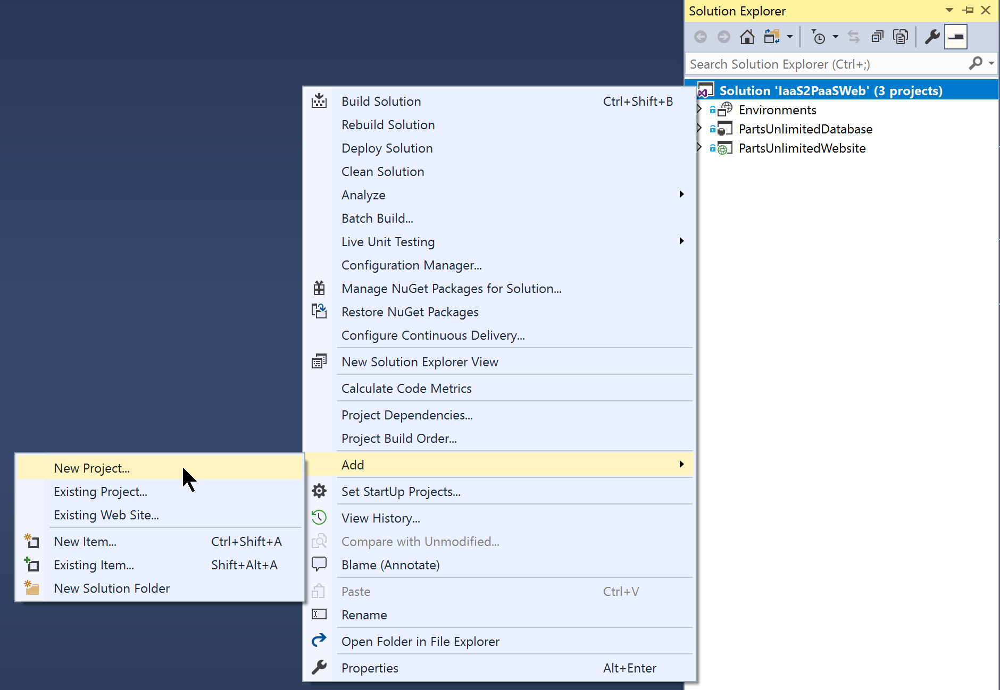 Solution Explorer
Search Solution Explorer (Ctrl+;)
Solution 'IaaS2PaaSWeb' (3 projects)
Environments
PartsUnlimitedDatabase
PartsUnlimitedWebsite
Build Solution Ctrl+Shift+B
Rebuild Solution
Deploy Solution
Clean Solution
Analyze
Batch Build...
Live Unit Testing
Configuration Manager...
Manage NuGet Packages for Solution...
Restore NuGet Packages
Configure Continuous Delivery...
New Solution Explorer View
Calculate Code Metrics
Project Dependencies...
Project Build Order...
Add
Set StartUp Projects...
View History...
Compare with Unmodified...
Blame (Annotate)
Paste Ctrl+V
Rename
Open Folder in File Explorer
Properties Alt+Enter
New Project...
Existing Project...
Existing Web Site...
New Item... Ctrl+Shift+A
Existing Item... Shift+Alt+A
New Solution Folder